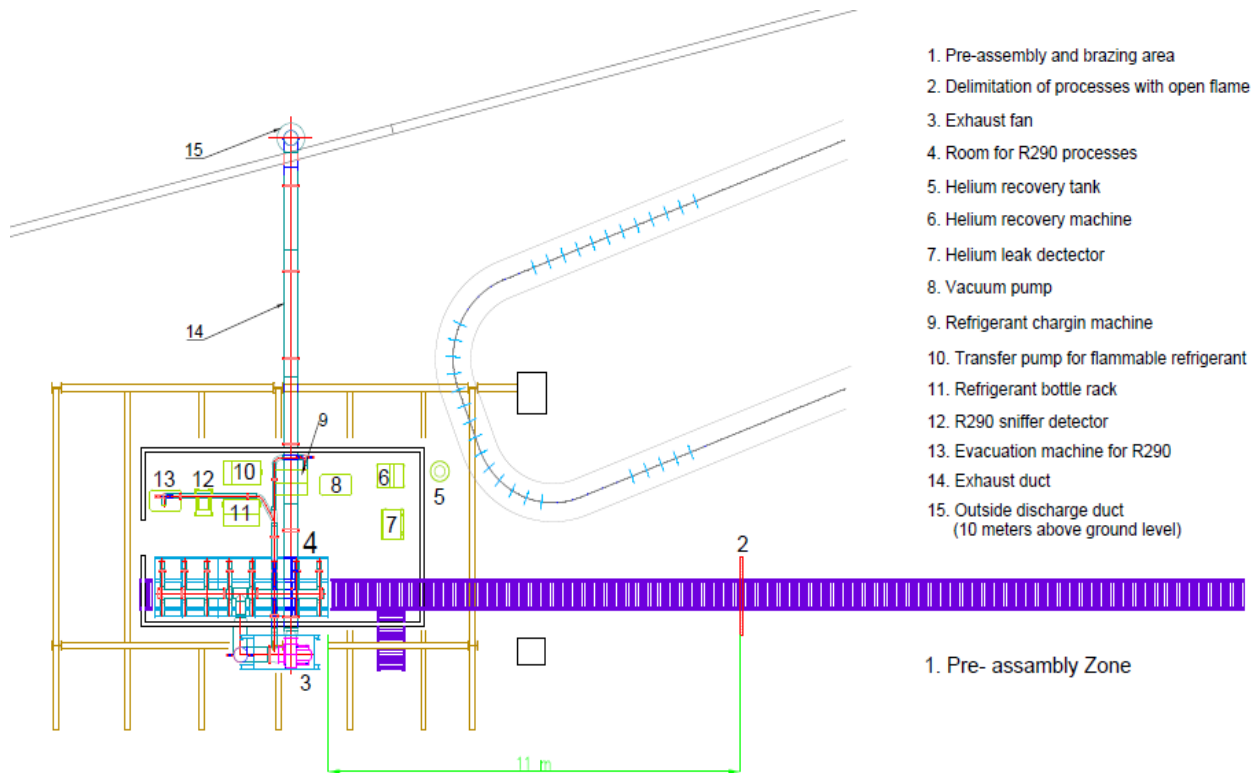 1. Pre-assembly and brazing area
2. Delimitation of processes with open flame
3. Exhaust fan
4. Room for R290 processes
5. Helium recovery tank
6. Helium recovery machine
7. Helium leak dectector
8. Vacuum pump
9. Refrigerant chargin machine
10. Transfer pump for flammable refrigerant
11. Refrigerant bottle rack
12. R290 sniffer detector
13. Evacuation machine for R290
14. Exhaust duct
15. Outside discharge duct
(10 meters above ground level)
15
14
9
13
12
10
11
8
6
5
7
4
2
3
1. Pre- assambly Zone
11 m